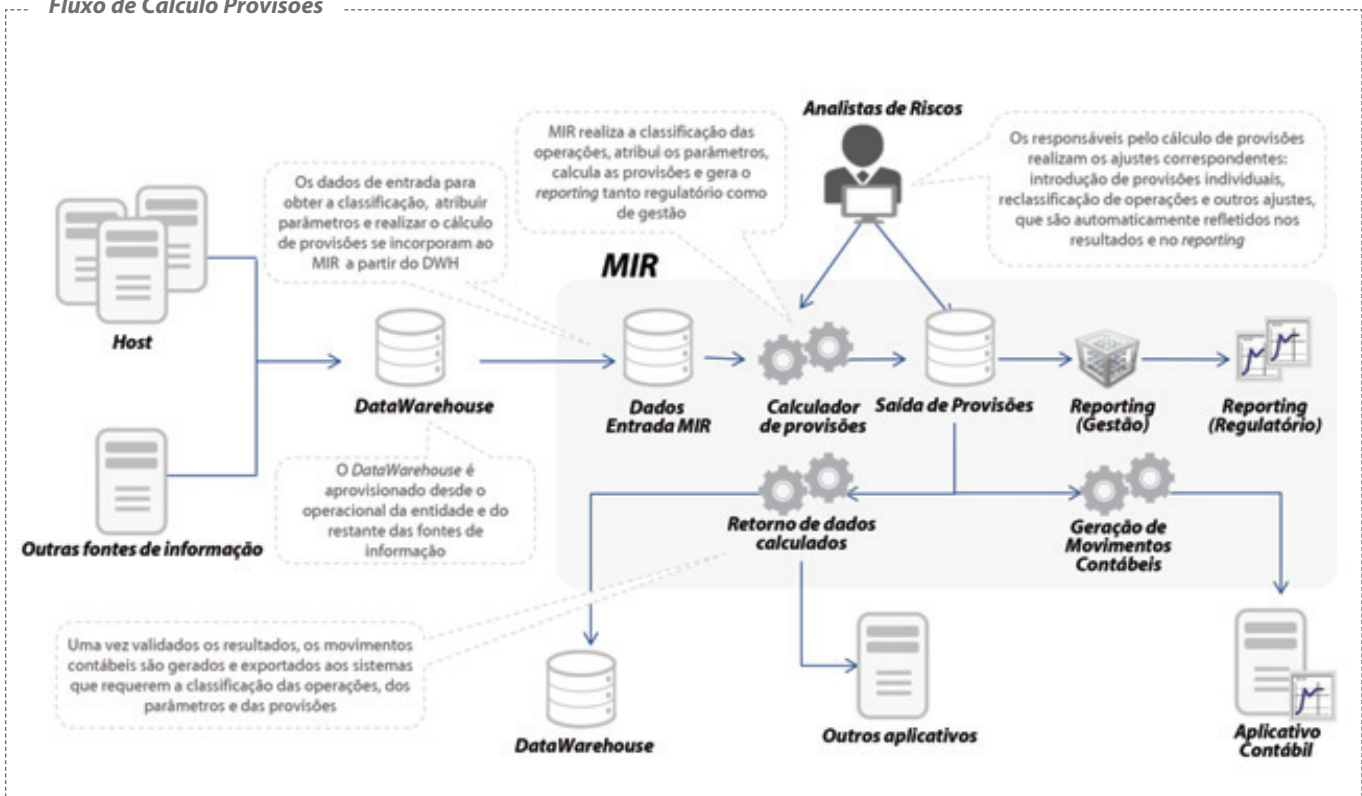 Fluxo de Cálculo Provisões
Analistas de Riscos
MIR realiza a classificação das
operações, atribui os parâmetros,
calcula as provisões e gera o
reporting tanto regulatório como
de gestão
Os responsáveis pelo cálculo de provisões
realizam os ajustes correspondentes:
introdução de provisões individuais,
reclassificação de operações e outros ajustes,
que são automaticamente refletidos nos
resultados e no reporting
Os dados de entrada para
obter a classificação, atribuir
parâmetros e realizar o cálculo
de provisões se incorporam ao
MIR a partir do DWH
MIR
Host
DataWarehouse
Dados
Entrada MIR
Calculador
de provisões
Saída de Provisões
Reporting
(Gestão)
Reporting
(Regulatório)
O DataWarehouse é
aprovisionado desde o
operacional da entidade e do
restante das fontes de
informação
Outras fontes de informação
Retorno de dados
calculados
Geração de
Movimentos
Contábeis
Uma vez validados os resultados, os movimentos
contábeis são gerados e exportados aos sistemas
que requerem a classificação das operações, dos
parâmetros e das provisões
DataWarehouse
Outros aplicativos
Aplicativo
Contábil